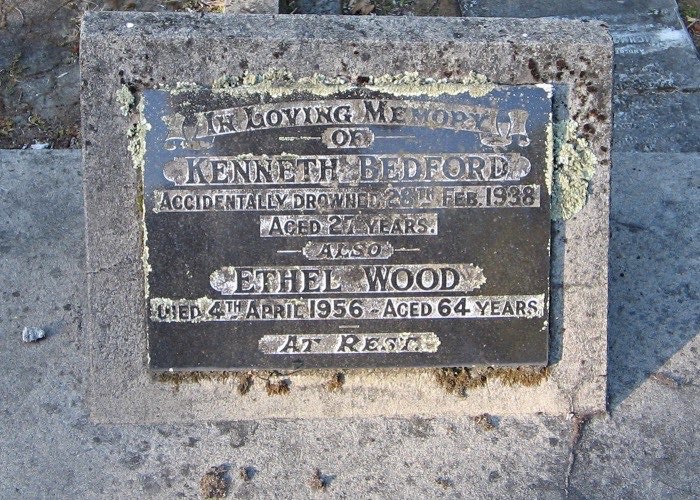 IN LOVING MEMORY
OF
KENNETH BEDFORD
ACCIDENTALLY DROWNED 28TH FEB. 1938
AGED 27 YEARS.
ALSO
ETHEL WOOD
DIED 4TH APRIL 1956 - AGED 64 YEARS
AT REST.